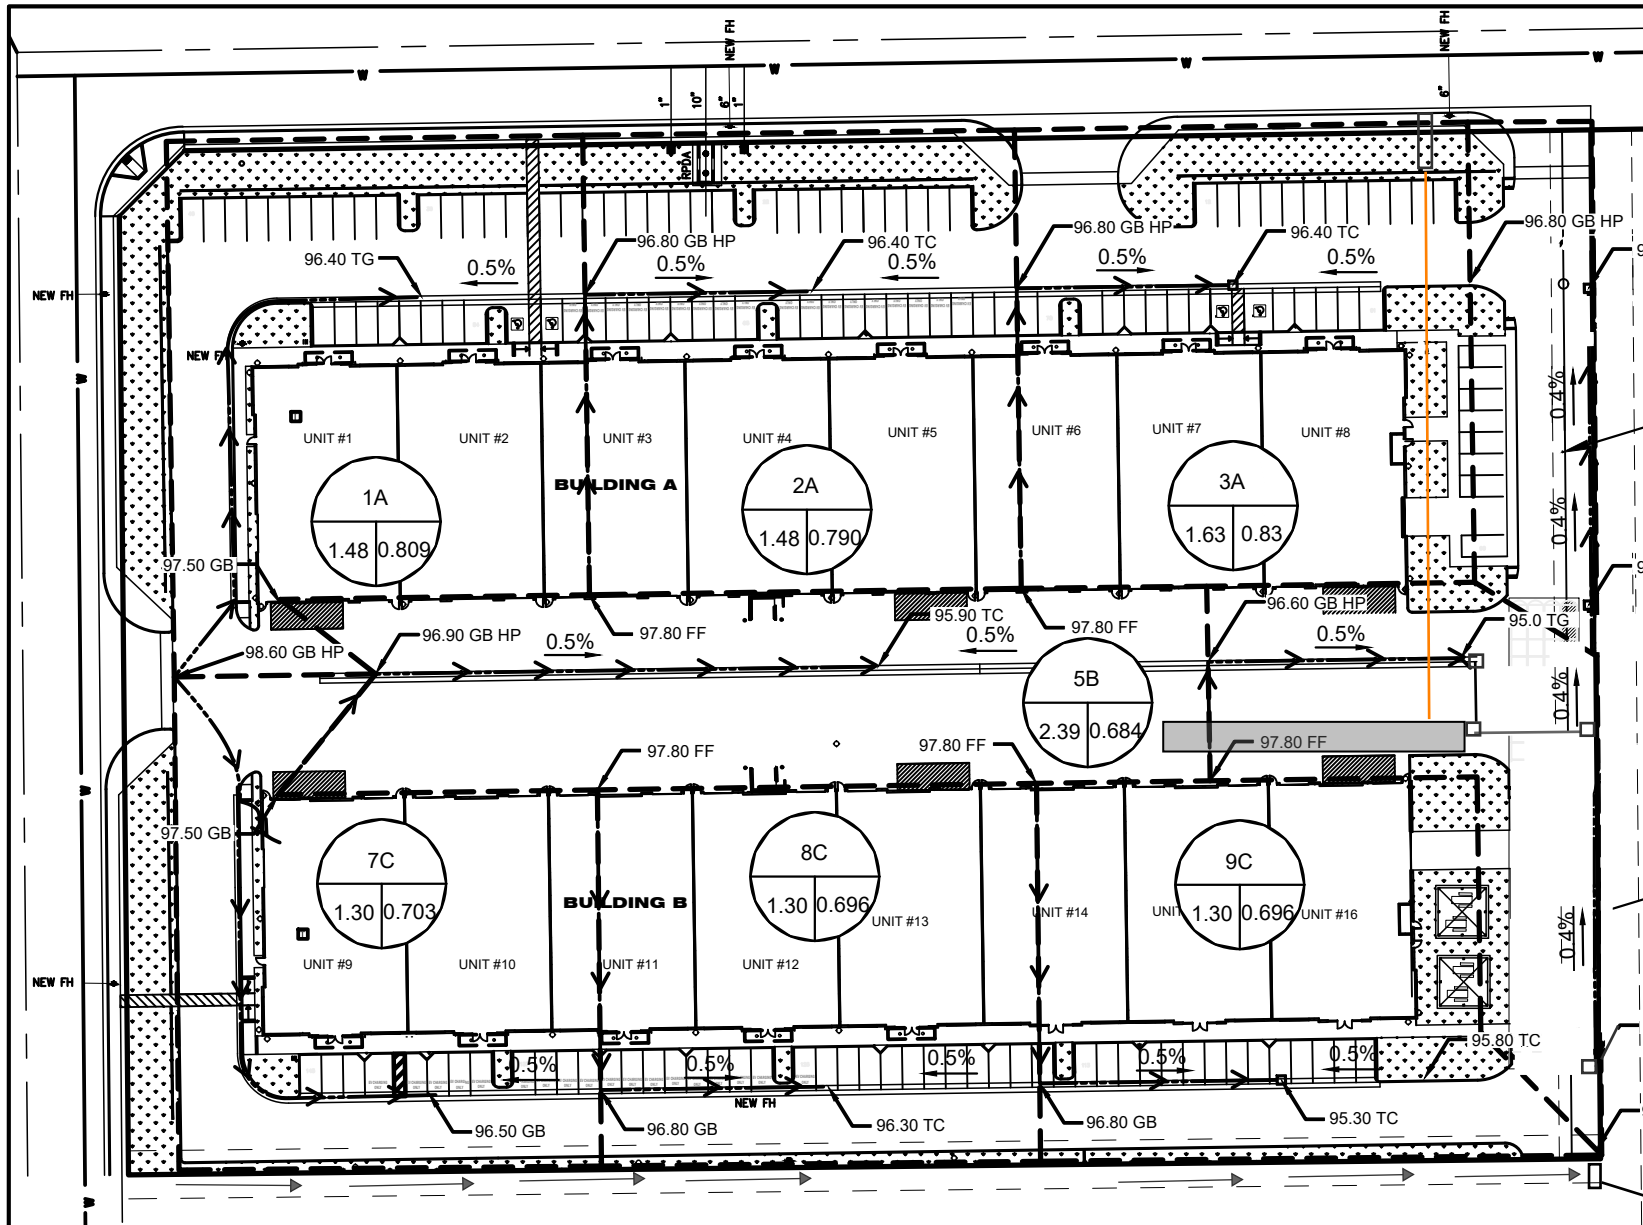 NEW FH
NEW FH
W
W
W
W
1"
10"
6"
1"
6"
RPDA
96.80 GB HP
96.40 TC
96.80 GB HP
96.40 TC
96.80 GB HP
96.40 TG
0.5%
0.5%
0.5%
0.5%
0.5%
NEW FH
NEW FH
W
0.4%
UNIT #1
UNIT #2
UNIT #3
UNIT #4
UNIT #5
UNIT #6
UNIT #7
UNIT #8
BUILDING A
1A
1.48
0.809
2A
1.48
0.790
3A
1.63
0.83
0.4%
97.50 GB
98.60 GB HP
96.90 GB HP
0.5%
97.80 FF
95.90 TC
0.5%
97.80 FF
96.60 GB HP
0.5%
95.0 TG
5B
2.39
0.684
0.4%
97.80 FF
97.80 FF
97.80 FF
W
97.50 GB
7C
1.30
0.703
8C
1.30
0.696
9C
1.30
0.696
BUILDING B
UNIT #13
UNIT #14
UNIT #16
0.4%
UNIT #9
UNIT #10
UNIT #11
UNIT #12
NEW FH
0.5%
0.5%
0.5%
0.5%
0.5%
95.80 TC
NEW FH
96.50 GB
96.80 GB
96.30 TC
96.80 GB
95.30 TC
W